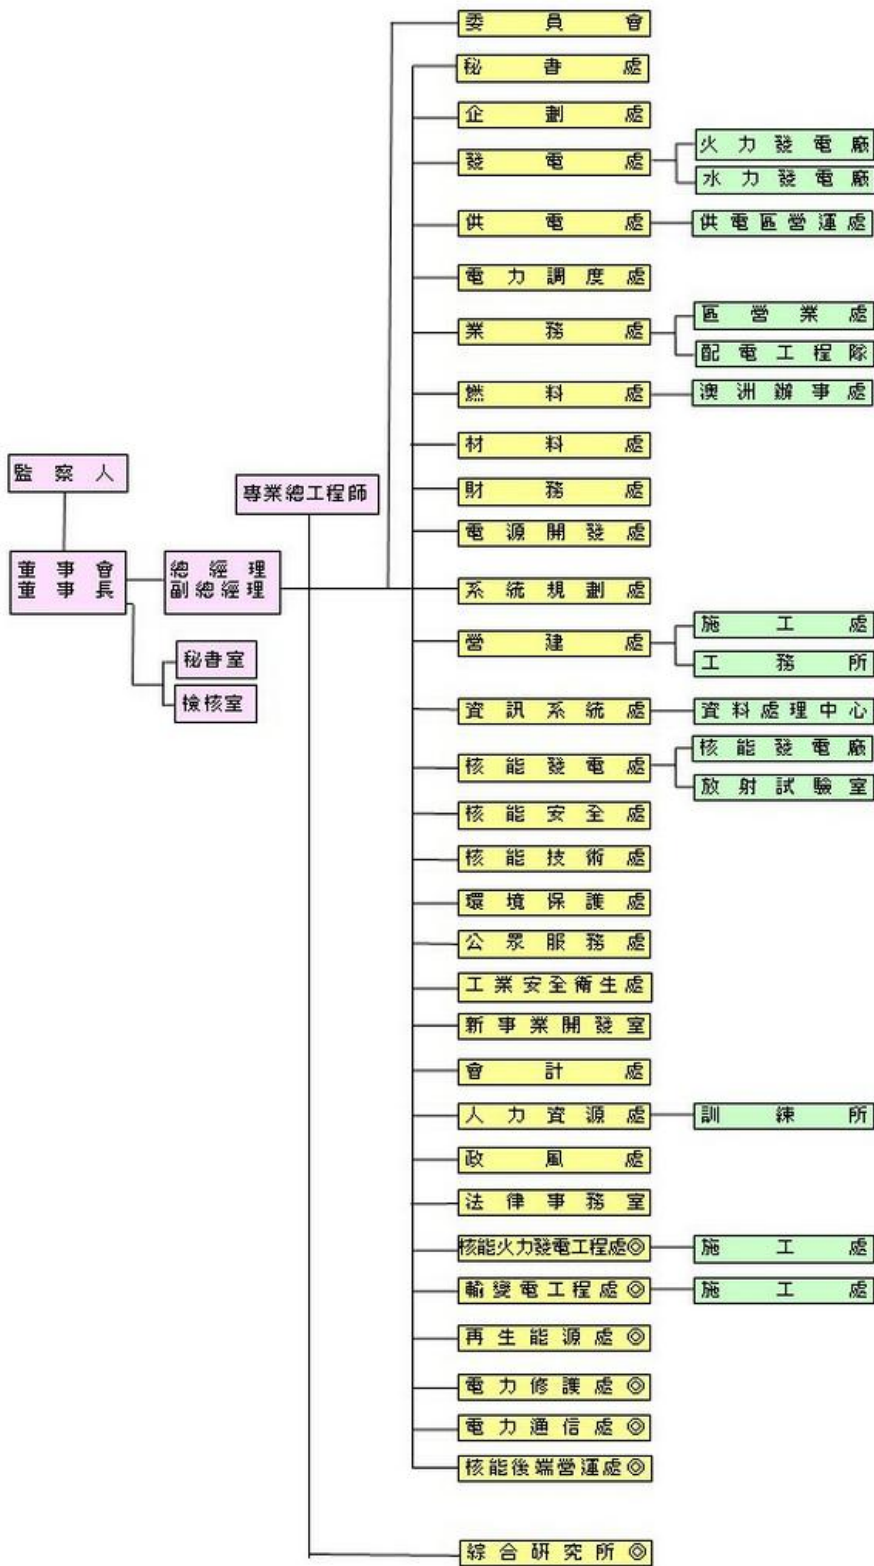 監察人
董事會
董事長
總經理
副總經理
秘書室
檢核室
專業總工程師
委員會
秘書處
企劃處
發電處
火力發電廠
水力發電廠
供電處
供電區營運處
電力調度處
業務處
區營業處
配電工程隊
燃料處
澳洲辦事處
材料處
財務處
電源開發處
系統規劃處
營建處
施工處
工務所
資訊系統處
資料處理中心
核能發電處
核能發電廠
放射試驗室
核能安全處
核能技術處
環境保護處
公眾服務處
工業安全衛生處
新事業開發室
會計處
人力資源處
訓練所
政風處
法律事務室
核能火力發電工程處◎
施工處
輸變電工程處◎
施工處
再生能源處◎
電力修護處◎
電力通信處◎
核能後端營運處◎
綜合研究所◎